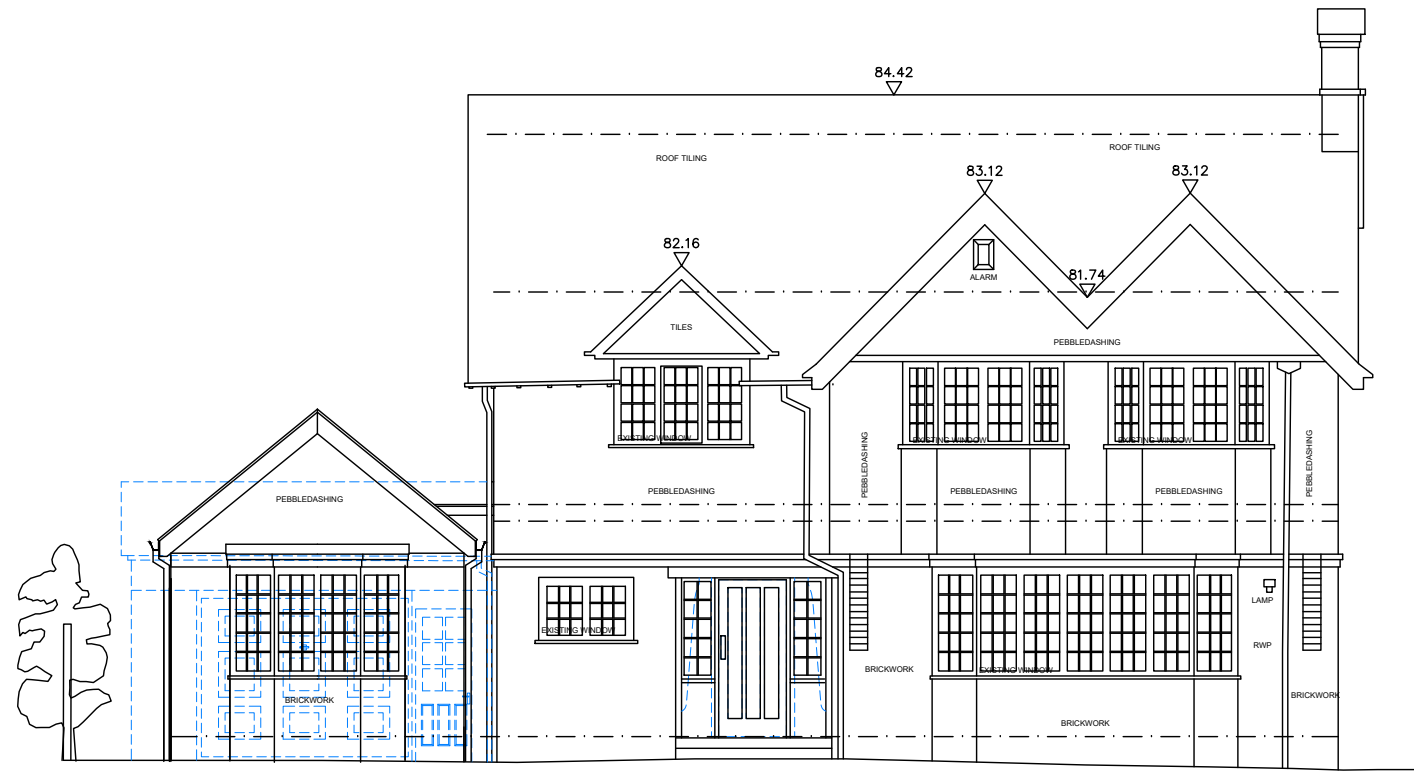 84.42
ROOF TILING
ROOF TILING
83.12
83.12
82.16
81.74
ALARM
TILES
PEBBLEDASHING
EXISTING WINDOW
EXISTING WINDOW
EXISTING WINDOW
PEBBLEDASHING
PEBBLEDASHING
PEBBLEDASHING
PEBBLEDASHING
PEBBLEDASHING
PEBBLEDASHING
PEBBLEDASHING
LAMP
EXISTING WINDOW
RWP
BRICKWORK
EXISTING WINDOW
BRICKWORK
BRICKWORK
BRICKWORK